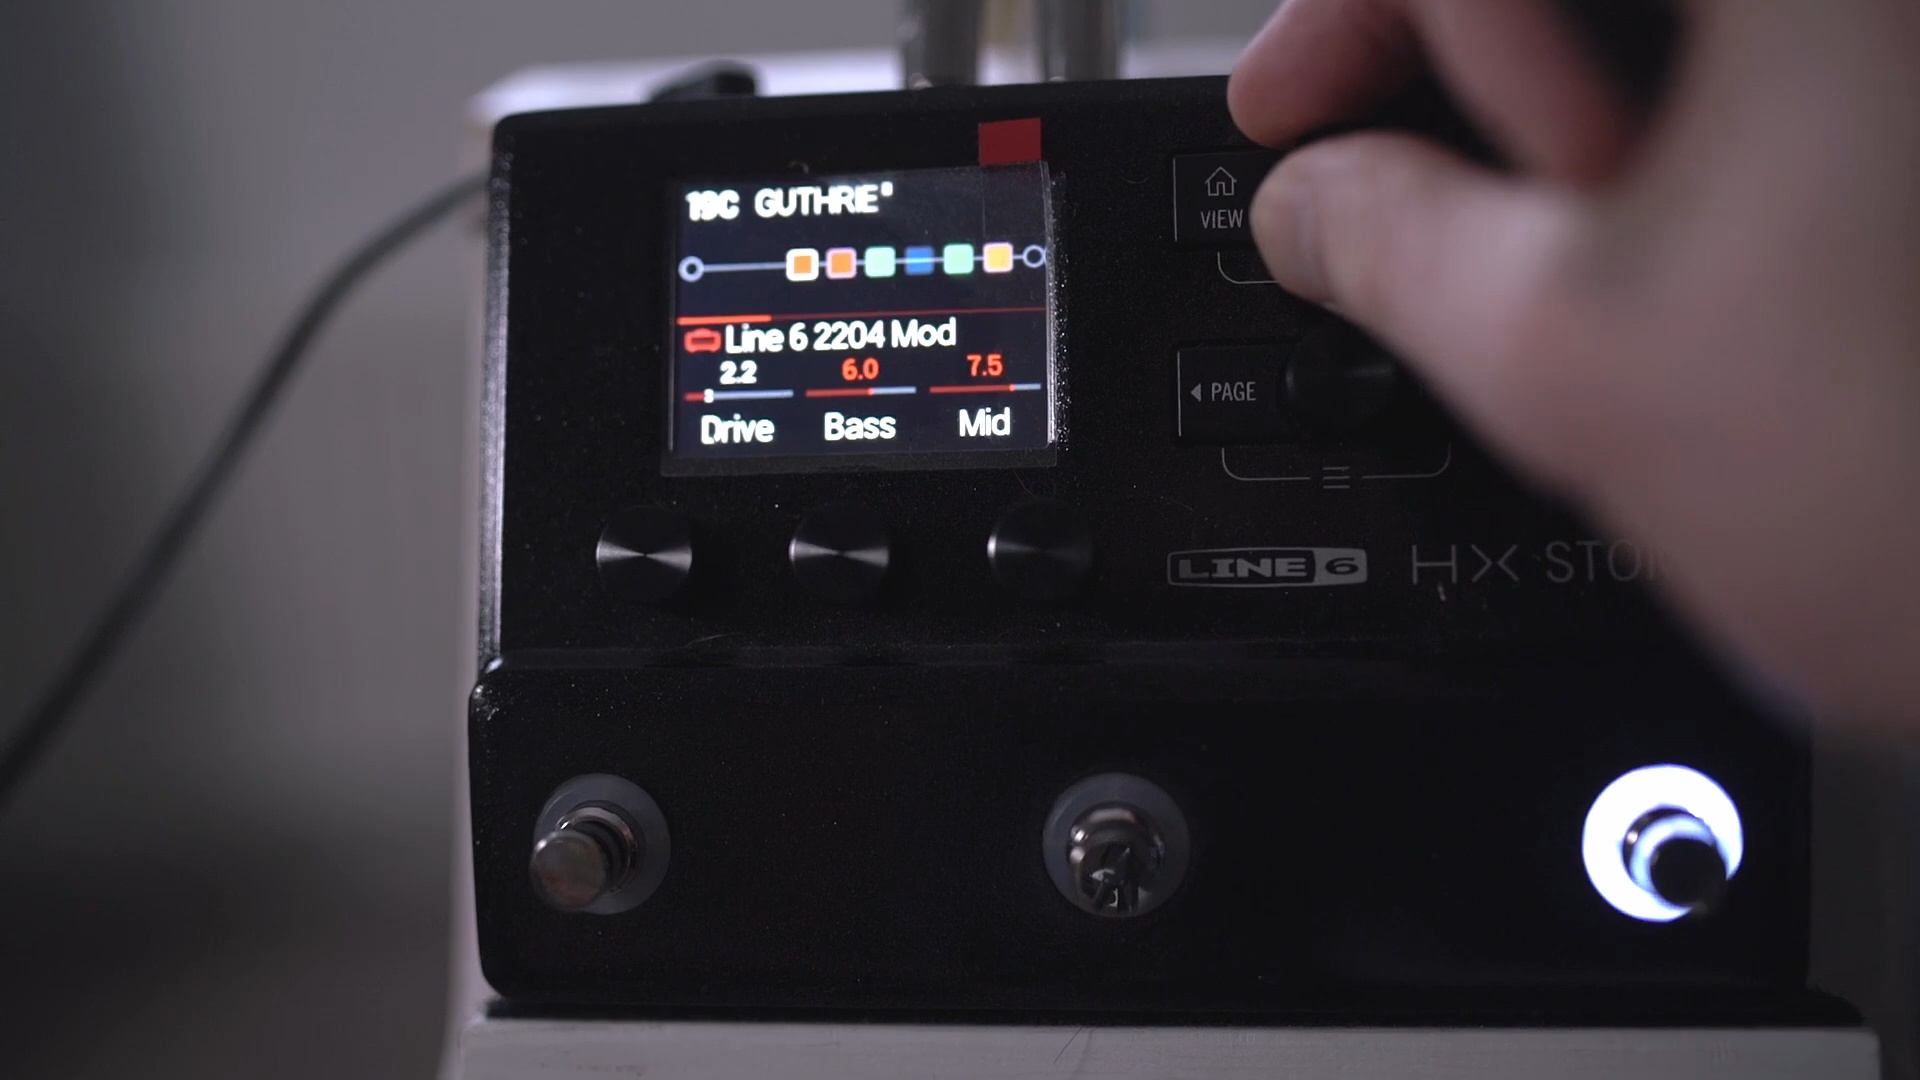 19C GUTHRIE"
Line 6 2204 Mod
2.2 6.0 7.5
Drive Bass Mid
VIEW
PAGE
LINE 6 HX STO